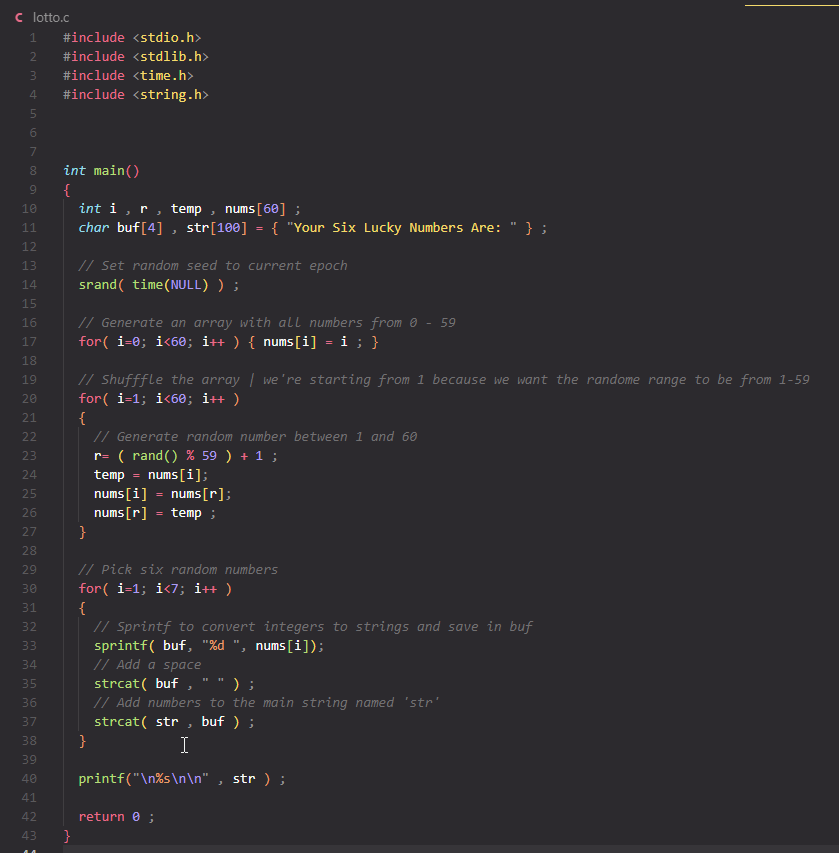 C lotto.c
1 #include <stdio.h>
2 #include <stdlib.h>
3 #include <time.h>
4 #include <string.h>
5
6
7
8 int main()
9 {
10 int i , r , temp , nums[60] ;
11 char buf[4] , str[100] = { "Your Six Lucky Numbers Are: " } ;
12
13 // Set random seed to current epoch
14 srand( time(NULL) ) ;
15
16 // Generate an array with all numbers from 0 - 59
17 for( i=0; i<60; i++ ) { nums[i] = i ; }
18
19 // Shufffle the array | we're starting from 1 because we want the randome range to be from 1-59
20 for( i=1; i<60; i++ )
21 {
22 // Generate random number between 1 and 60
23 r= ( rand() % 59 ) + 1 ;
24 temp = nums[i];
25 nums[i] = nums[r];
26 nums[r] = temp ;
27 }
28
29 // Pick six random numbers
30 for( i=1; i<7; i++ )
31 {
32 // Sprintf to convert integers to strings and save in buf
33 sprintf( buf, "%d ", nums[i]);
34 // Add a space
35 strcat( buf , " " ) ;
36 // Add numbers to the main string named 'str'
37 strcat( str , buf ) ;
38 }
39
40 printf("\n%s\n\n" , str ) ;
41
42 return 0 ;
43 }
44